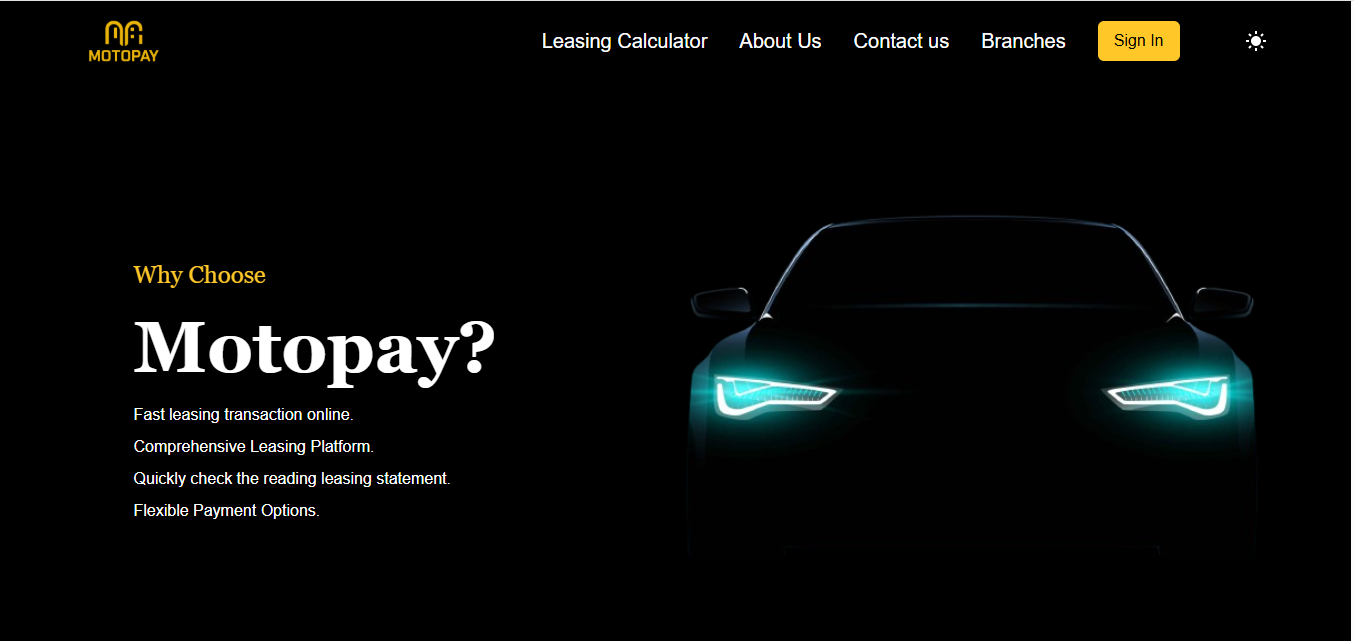 MOTOPAY
Leasing Calculator About Us Contact us Branches Sign In
Why Choose
Motopay?
Fast leasing transaction online.
Comprehensive Leasing Platform.
Quickly check the reading leasing statement.
Flexible Payment Options.